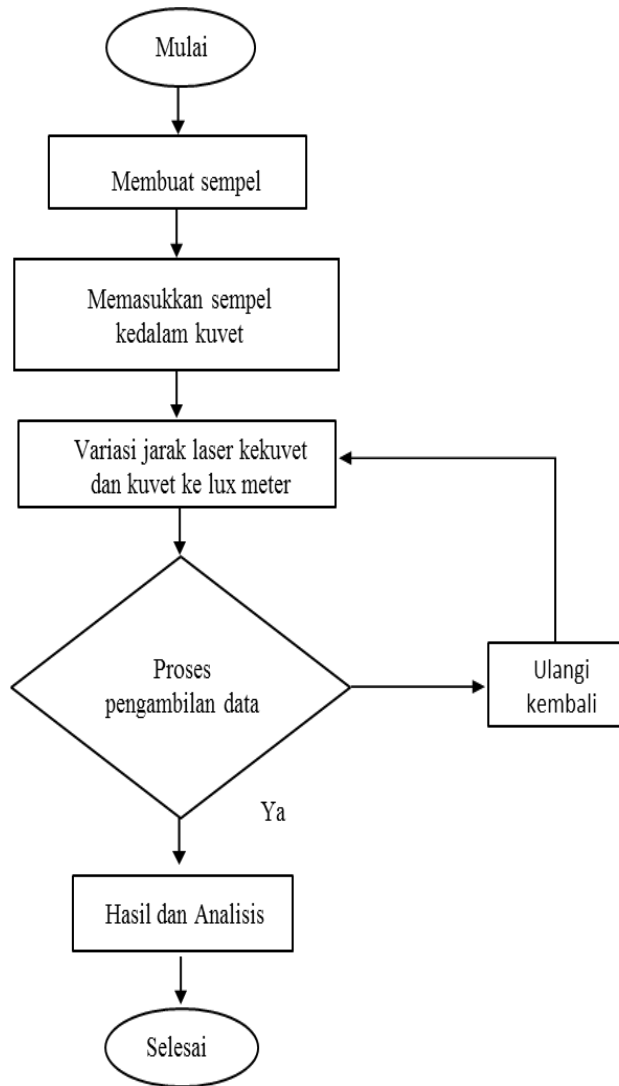 Mulai
Membuat sempel
Memasukkan sempel
kedalam kuvet
Variasi jarak laser kekuvet
dan kuvet ke lux meter
Proses
pengambilan data
Ulangi
kembali
Ya
Hasil dan Analisis
Selesai